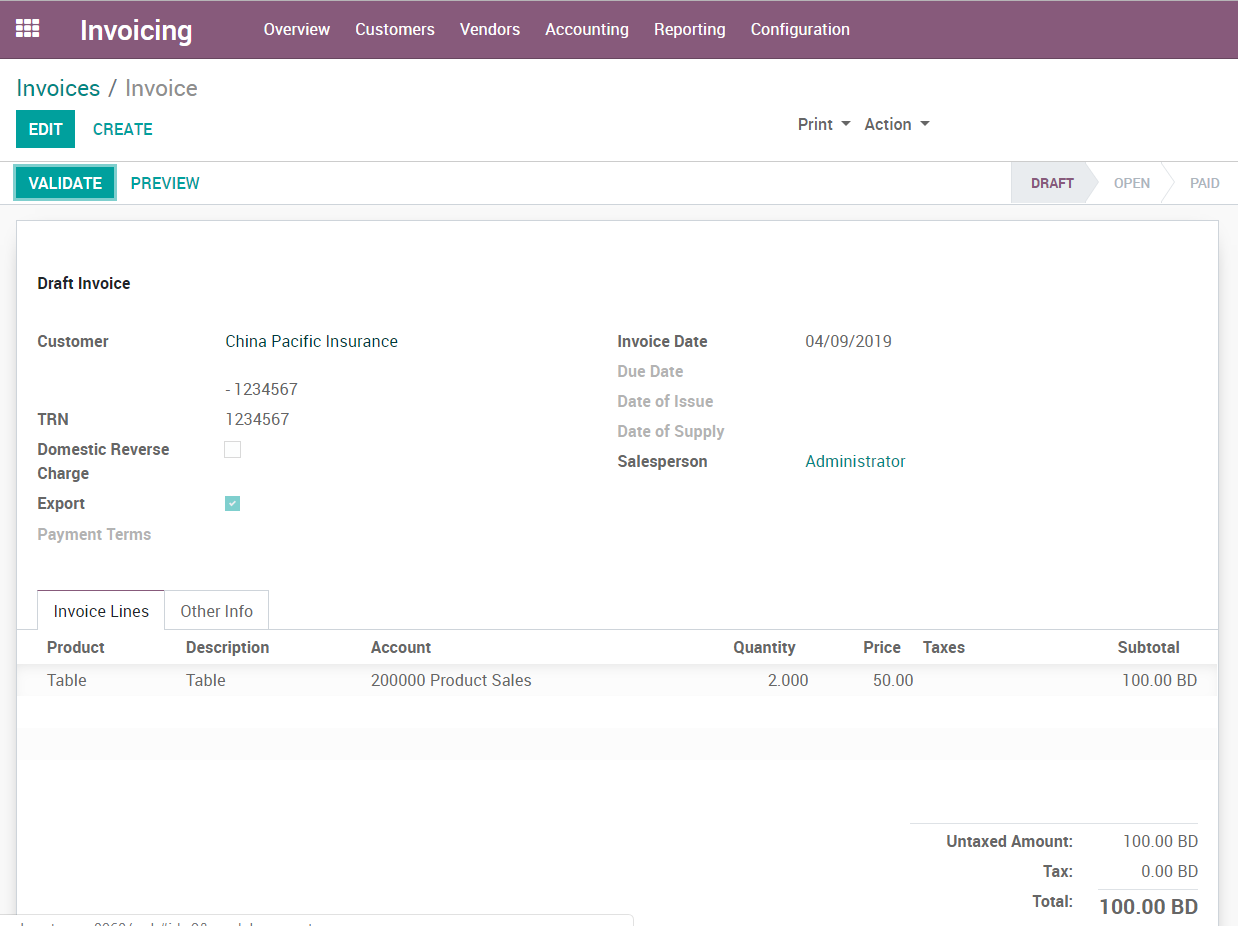 Invoicing Overview Customers Vendors Accounting Reporting Configuration
Invoices / Invoice
EDIT CREATE Print Action
VALIDATE PREVIEW DRAFT OPEN PAID
Draft Invoice
Customer China Pacific Insurance Invoice Date 04/09/2019
Due Date
- 1234567 Date of Issue
TRN 1234567 Date of Supply
Domestic Reverse Salesperson Administrator
Charge
Export
Payment Terms
Invoice Lines Other Info
Product Description Account Quantity Price Taxes Subtotal
Table Table 200000 Product Sales 2.000 50.00 100.00 BD
Untaxed Amount: 100.00 BD
Tax: 0.00 BD
Total: 100.00 BD